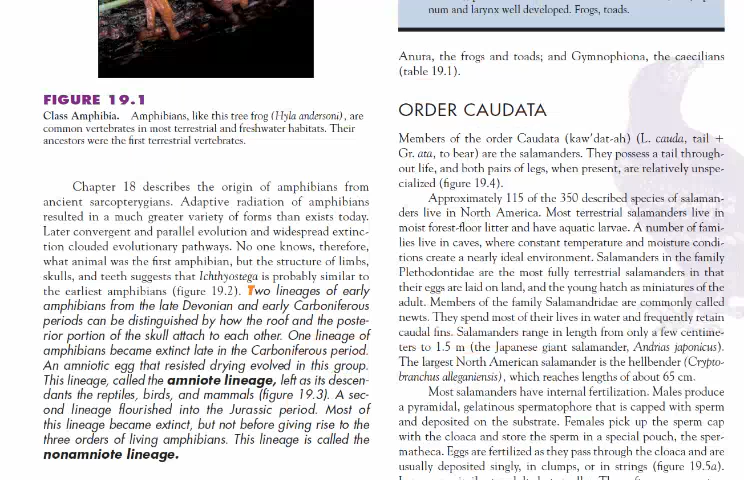 num and larynx well developed. Frogs, toads.
FIGURE 19.1
Class Amphibia. Amphibians, like this tree frog (Hyla andersoni), are
common vertebrates in most terrestrial and freshwater habitats. Their
ancestors were the first terrestrial vertebrates.
Chapter 18 describes the origin of amphibians from
ancient sarcopterygians. Adaptive radiation of amphibians
resulted in a much greater variety of forms than exists today.
Later convergent and parallel evolution and widespread extinc-
tion clouded evolutionary pathways. No one knows, therefore,
what animal was the first amphibian, but the structure of limbs,
skulls, and teeth suggests that Ichthyostega is probably similar to
the earliest amphibians (figure 19.2). Two lineages of early
amphibians from the late Devonian and early Carboniferous
periods can be distinguished by how the roof and the poste-
rior portion of the skull attach to each other. One lineage of
amphibians became extinct late in the Carboniferous period.
An amniotic egg that resisted drying evolved in this group.
This lineage, called the amniote lineage, left as its descen-
dants the reptiles, birds, and mammals (figure 19.3). A sec-
ond lineage flourished into the Jurassic period. Most of
this lineage became extinct, but not before giving rise to the
three orders of living amphibians. This lineage is called the
nonamniote lineage.
Anura, the frogs and toads; and Gymnophiona, the caecilians
(table 19.1).
ORDER CAUDATA
Members of the order Caudata (kaw′dat-ah) (L. cauda, tail +
Gr. ata, to bear) are the salamanders. They possess a tail through-
out life, and both pairs of legs, when present, are relatively unspe-
cialized (figure 19.4).
Approximately 115 of the 350 described species of salaman-
ders live in North America. Most terrestrial salamanders live in
moist forest-floor litter and have aquatic larvae. A number of fami-
lies live in caves, where constant temperature and moisture condi-
tions create a nearly ideal environment. Salamanders in the family
Plethodontidae are the most fully terrestrial salamanders in that
their eggs are laid on land, and the young hatch as miniatures of the
adult. Members of the family Salamandridae are commonly called
newts. They spend most of their lives in water and frequently retain
caudal fins. Salamanders range in length from only a few centime-
ters to 1.5 m (the Japanese giant salamander, Andrias japonicus).
The largest North American salamander is the hellbender (Crypto-
branchus alleganiensis), which reaches lengths of about 65 cm.
Most salamanders have internal fertilization. Males produce
a pyramidal, gelatinous spermatophore that is capped with sperm
and deposited on the substrate. Females pick up the sperm cap
with the cloaca and store the sperm in a special pouch, the sper-
matheca. Eggs are fertilized as they pass through the cloaca and are
usually deposited singly, in clumps, or in strings (figure 19.5a).